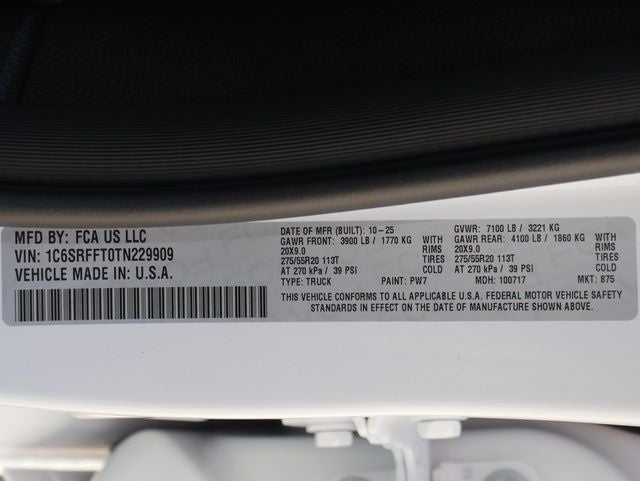 MFD BY: FCA US LLC
VIN: 1C6SRFFT0TN229909
VEHICLE MADE IN U.S.A.
DATE OF MFR (BUILT): 10-25 GVWR: 7100 LB / 3221 KG
GAWR FRONT: 3900 LB / 1770 KG WITH GAWR REAR: 4100 LB / 1860 KG WITH
20X9.0 RIMS 20X9.0 RIMS
275/55R20 113T TIRES 275/55R20 113T TIRES
AT 270 kPa / 39 PSI COLD AT 270 kPa / 39 PSI COLD
TYPE: TRUCK PAINT: PW7 MDH: 100717 MKT: 875
THIS VEHICLE CONFORMS TO ALL APPLICABLE U.S.A. FEDERAL MOTOR VEHICLE SAFETY
STANDARDS IN EFFECT ON THE DATE OF MANUFACTURE SHOWN ABOVE.